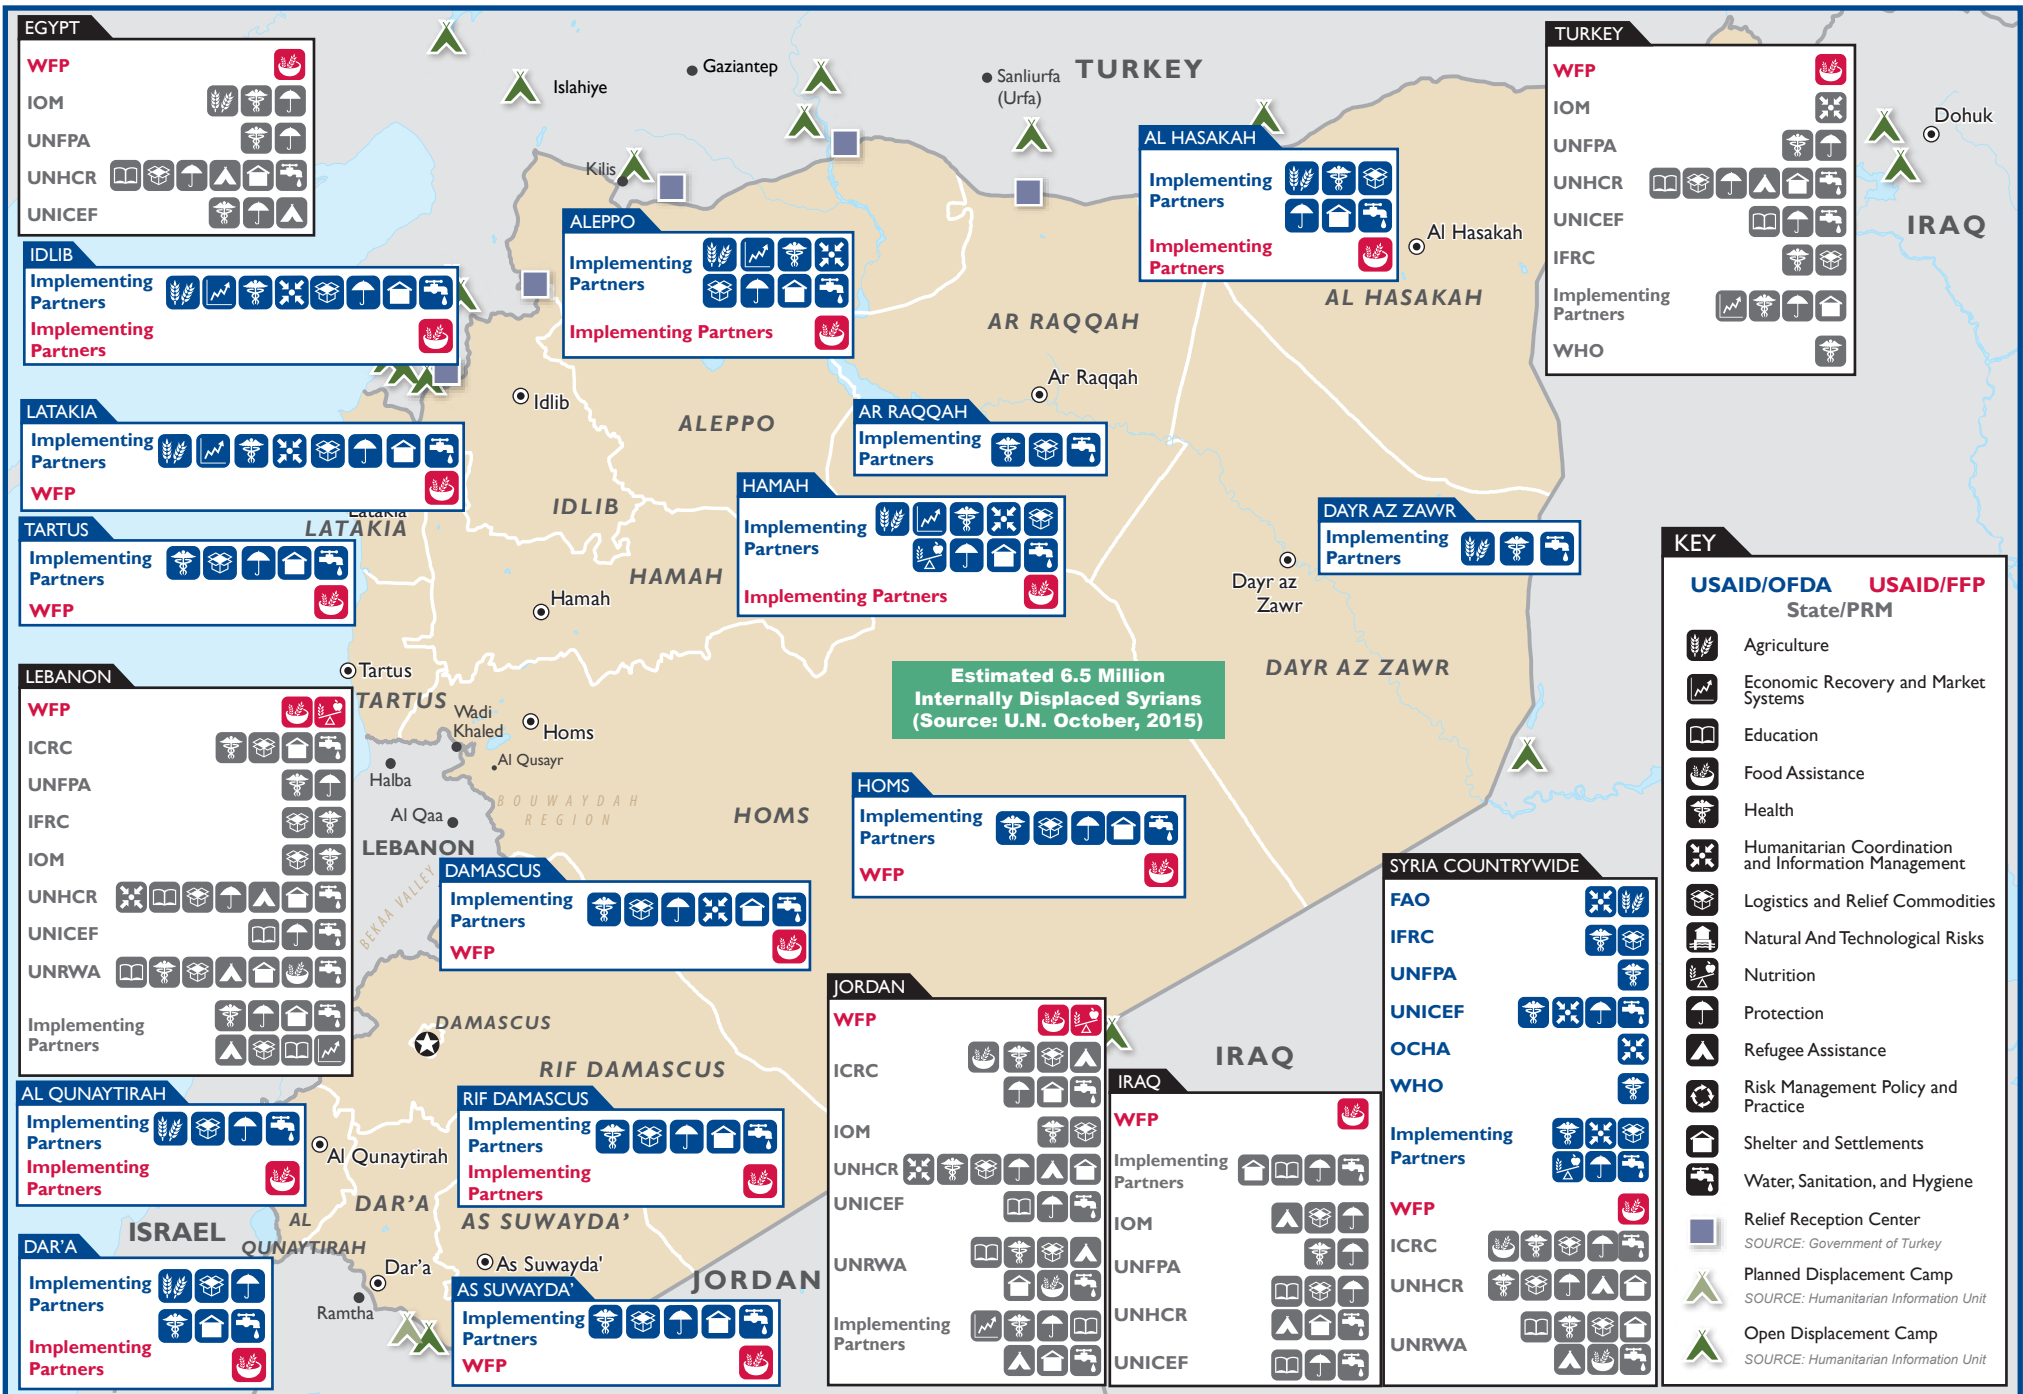 EGYPT
WFP
IOM
UNFPA
UNHCR
UNICEF
IDLIB
Implementing
Partners
Implementing
Partners
LATAKIA
Implementing
Partners
WFP
TARTUS
Implementing
Partners
WFP
LEBANON
WFP
ICRC
UNFPA
IFRC
IOM
UNHCR
UNICEF
UNRWA
Implementing
Partners
AL QUNAYTIRAH
Implementing
Partners
Implementing
Partners
DAR'A
Implementing
Partners
Implementing
Partners
ALEPPO
Implementing
Partners
Implementing Partners
AL HASAKAH
Implementing
Partners
Implementing
Partners
AR RAQQAH
Implementing
Partners
HAMAH
Implementing
Partners
Implementing Partners
DAYR AZ ZAWR
Implementing
Partners
HOMS
Implementing
Partners
WFP
DAMASCUS
Implementing
Partners
WFP
RIF DAMASCUS
Implementing
Partners
Implementing
Partners
AS SUWAYDA'
Implementing
Partners
WFP
JORDAN
WFP
ICRC
IOM
UNHCR
UNICEF
UNRWA
Implementing
Partners
IRAQ
WFP
Implementing
Partners
IOM
UNFPA
UNHCR
UNICEF
SYRIA COUNTRYWIDE
FAO
IFRC
UNFPA
UNICEF
OCHA
WHO
Implementing
Partners
WFP
ICRC
UNHCR
UNRWA
TURKEY
WFP
IOM
UNFPA
UNHCR
UNICEF
IFRC
Implementing
Partners
WHO
KEY
USAID/OFDA USAID/FFP
State/PRM
Agriculture
Economic Recovery and Market
Systems
Education
Food Assistance
Health
Humanitarian Coordination
and Information Management
Logistics and Relief Commodities
Natural And Technological Risks
Nutrition
Protection
Refugee Assistance
Risk Management Policy and
Practice
Shelter and Settlements
Water, Sanitation, and Hygiene
Relief Reception Center
SOURCE: Government of Turkey
Planned Displacement Camp
SOURCE: Humanitarian Information Unit
Open Displacement Camp
SOURCE: Humanitarian Information Unit
Estimated 6.5 Million
Internally Displaced Syrians
(Source: U.N. October, 2015)
Islahiye
Gaziantep
Sanliurfa
(Urfa)
TURKEY
Kilis
Dohuk
IRAQ
Al Hasakah
AL HASAKAH
AR RAQQAH
Ar Raqqah
Idlib
ALEPPO
IDLIB
Latakia
LATAKIA
HAMAH
Hamah
Dayr az
Zawr
DAYR AZ ZAWR
Tartus
TARTUS
Wadi
Khaled
Homs
Al Qusayr
Halba
BOUWAYDAH
REGION
Al Qaa
HOMS
LEBANON
BEKAA VALLEY
DAMASCUS
RIF DAMASCUS
IRAQ
Al Qunaytirah
DAR'A
AS SUWAYDA'
ISRAEL
AL
QUNAYTIRAH
Dar'a
As Suwayda'
JORDAN
Ramtha